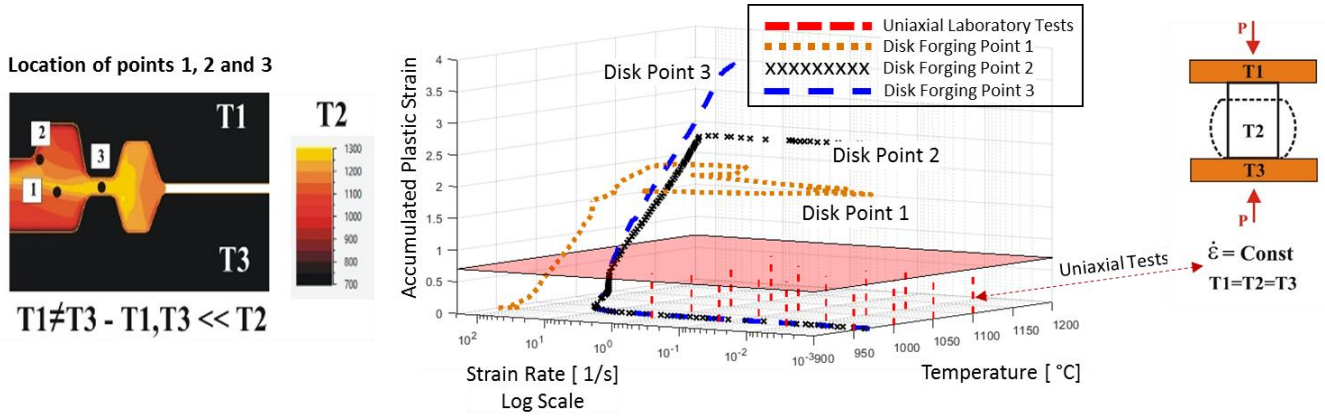 Location of points 1, 2 and 3
T1
2
3
1
T3
T1≠T3 - T1,T3 << T2
T2
1300
1200
1100
1000
900
800
700
Uniaxial Laboratory Tests
Disk Forging Point 1
XXXXXXXXX Disk Forging Point 2
Disk Forging Point 3
Accumulated Plastic Strain
4
3.5
3
2.5
2
1.5
1
0.5
0
Disk Point 3
Disk Point 2
Disk Point 1
Uniaxial Tests
10²
10¹
10⁰
10⁻¹
10⁻²
10⁻³
900
950
1000
1050
1100
1150
1200
Strain Rate [ 1/s]
Log Scale
Temperature [ °C]
P
T1
T2
T3
P
ε̇ = Const
T1=T2=T3